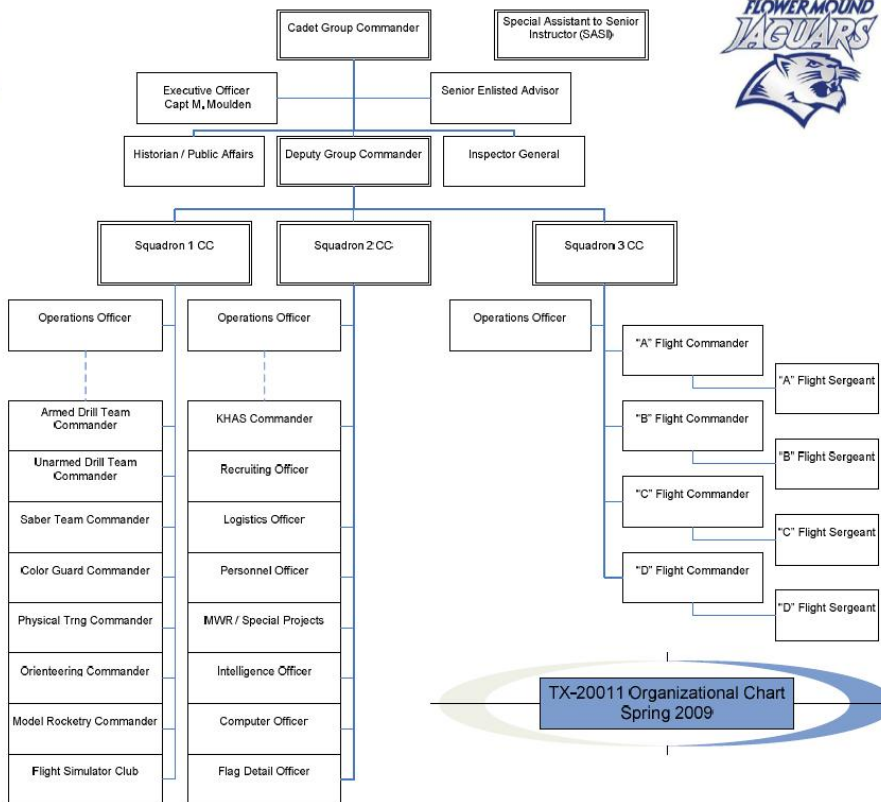 FLOWER MOUND
JAGUARS
Cadet Group Commander
Special Assistant to Senior
Instructor (SASI)
Executive Officer
Capt M. Moulden
Senior Enlisted Advisor
Historian / Public Affairs
Deputy Group Commander
Inspector General
Squadron 1 CC
Squadron 2 CC
Squadron 3 CC
Operations Officer
Operations Officer
Operations Officer
"A" Flight Commander
"A" Flight Sergeant
"B" Flight Commander
"B" Flight Sergeant
"C" Flight Commander
"C" Flight Sergeant
"D" Flight Commander
"D" Flight Sergeant
Armed Drill Team
Commander
Unarmed Drill Team
Commander
Saber Team Commander
Color Guard Commander
Physical Trng Commander
Orienteering Commander
Model Rocketry Commander
Flight Simulator Club
KHAS Commander
Recruiting Officer
Logistics Officer
Personnel Officer
MWR / Special Projects
Intelligence Officer
Computer Officer
Flag Detail Officer
TX-20011 Organizational Chart
Spring 2009